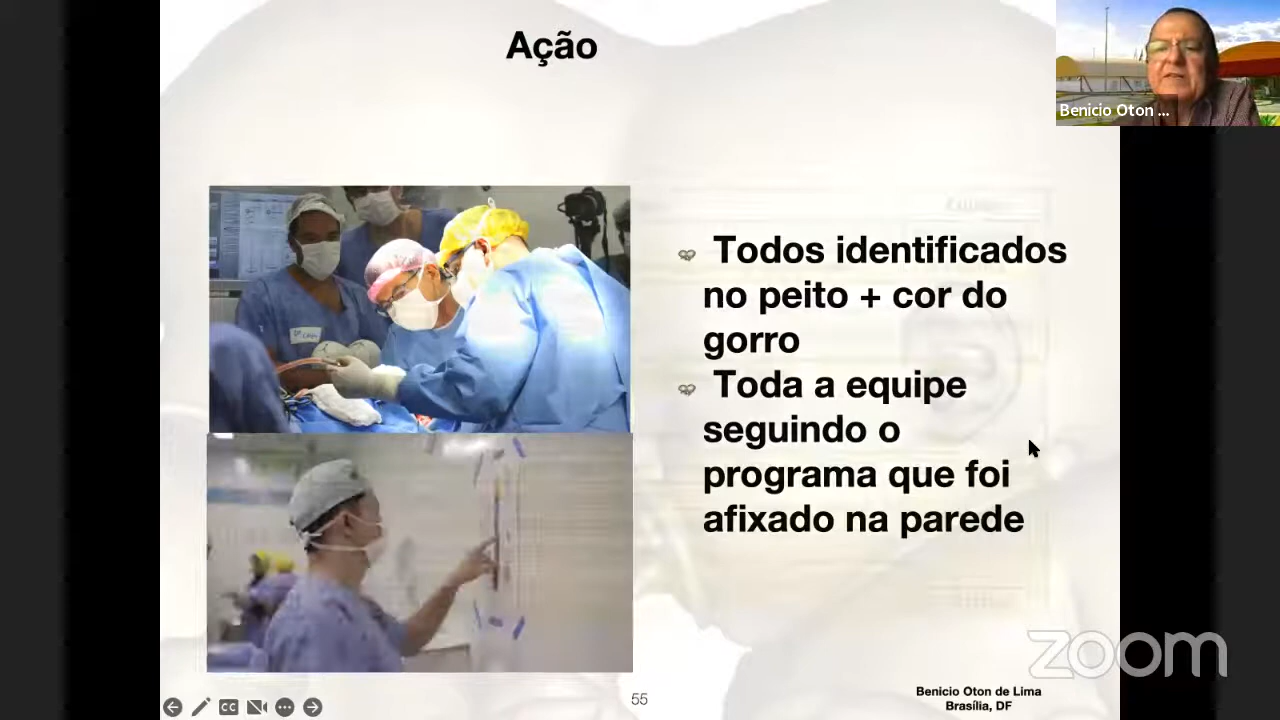 Ação
Benicio Oton ...
Todos identificados
no peito + cor do
gorro
Toda a equipe
seguindo o
programa que foi
afixado na parede
zoom
CC
55
Benicio Oton de Lima
Brasília, DF